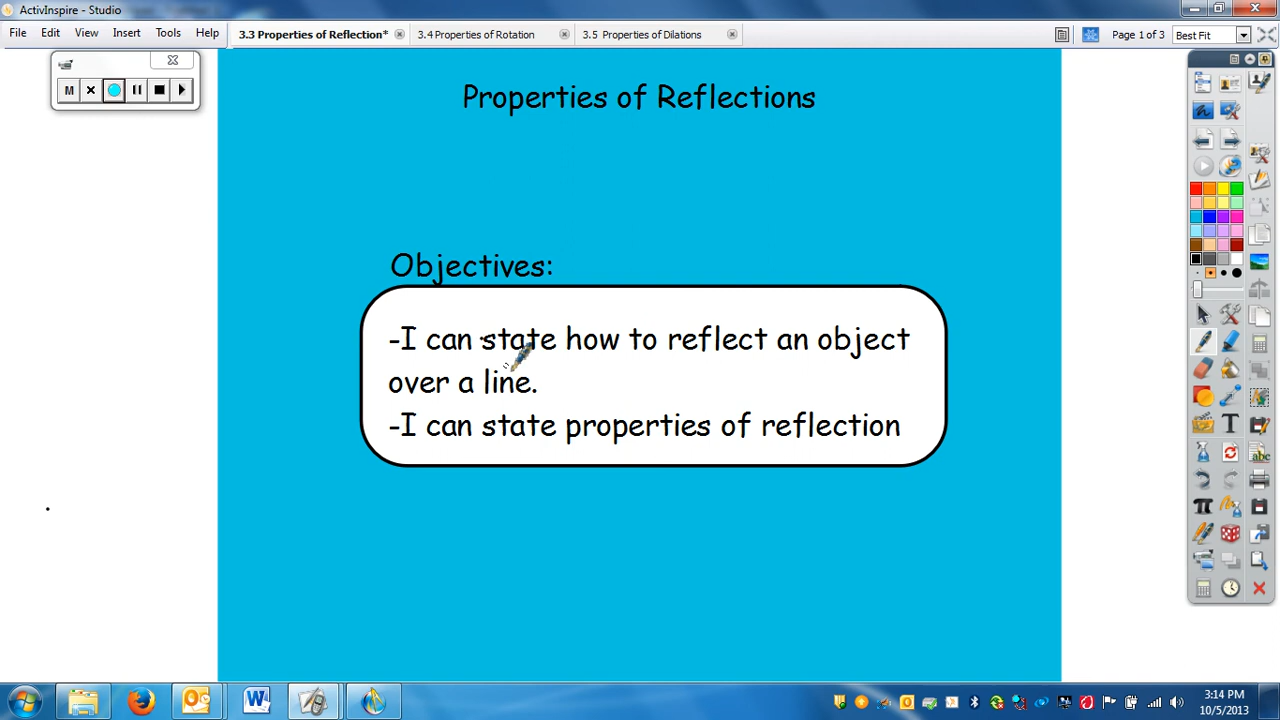 ActivInspire - Studio
File Edit View Insert Tools Help
3.3 Properties of Reflection* 3.4 Properties of Rotation 3.5 Properties of Dilations
Page 1 of 3 Best Fit
M
Properties of Reflections
Objectives:
-I can state how to reflect an object
over a line.
-I can state properties of reflection
3:14 PM
10/5/2013